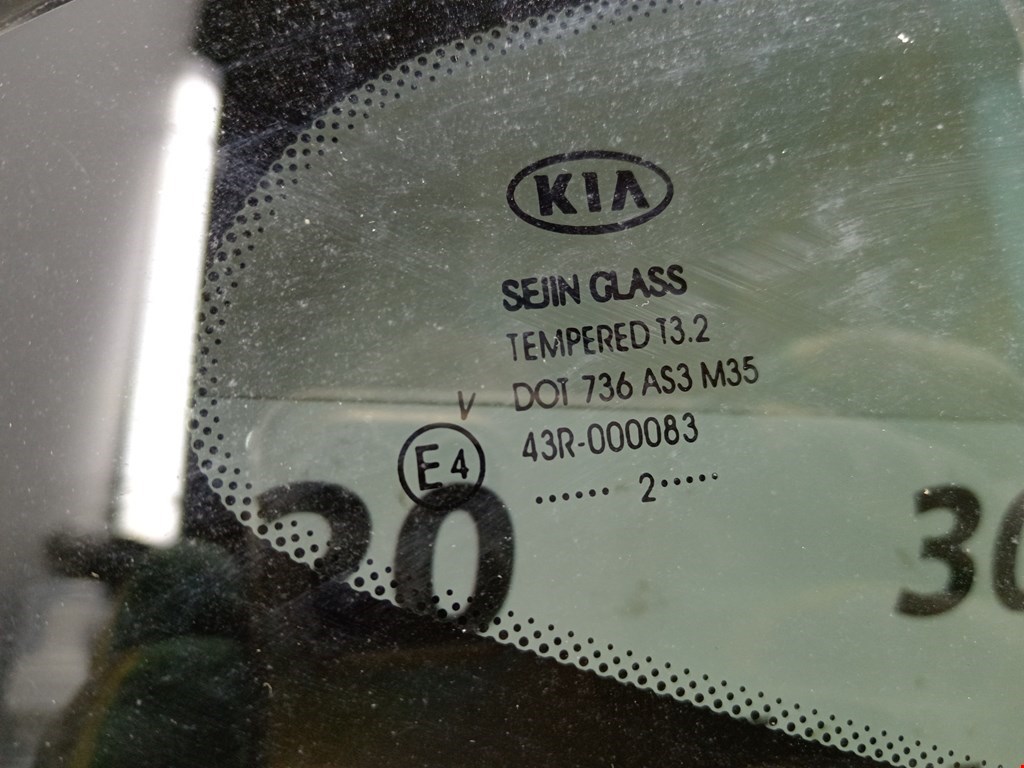 KIA
SEJIN GLASS
TEMPERED T3.2
DOT 736 AS3 M35
V
43R-000083
E4
...... 2.....
20
30